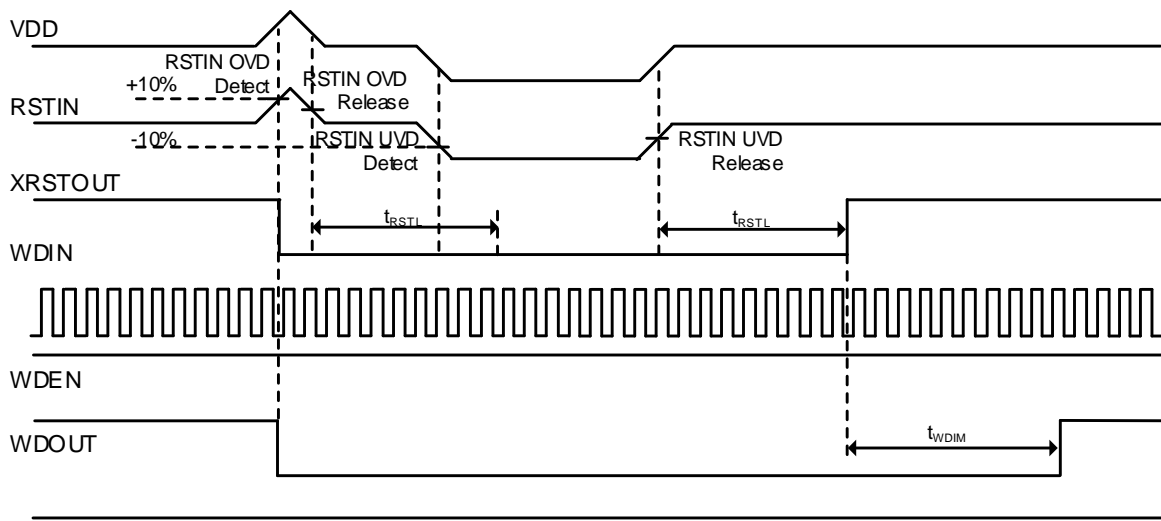 VDD
RSTIN OVD
Detect
+10%
RSTIN OVD
Release
RSTIN
-10%
RSTIN UVD
Detect
RSTIN UVD
Release
XRSTOUT
tRSTL
tRSTL
WDIN
WDEN
WDOUT
tWDIM